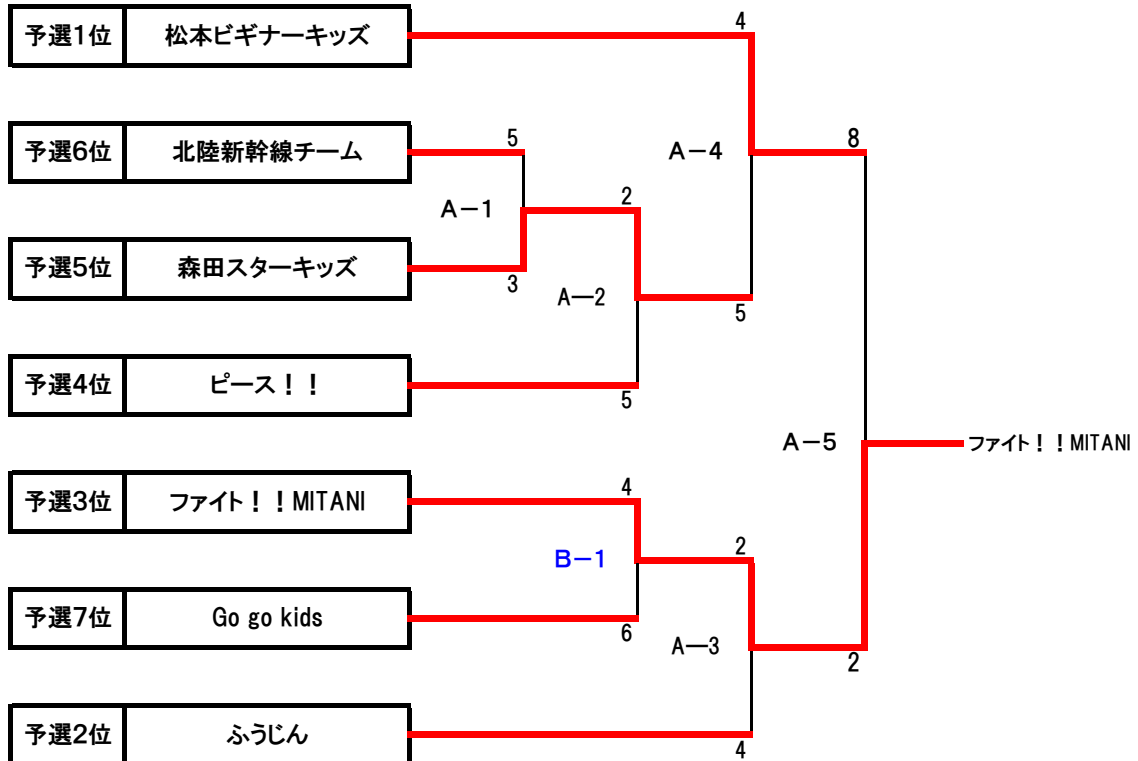 予選1位 松本ビギナーキッズ
4
予選6位 北陸新幹線チーム
5
A－4
8
A－1
2
予選5位 森田スターキッズ
3
A―2
5
予選4位 ピース！！
5
A－5
ファイト！！MITANI
予選3位 ファイト！！MITANI
4
B－1
2
予選7位 Go go kids
6
A―3
2
予選2位 ふうじん
4